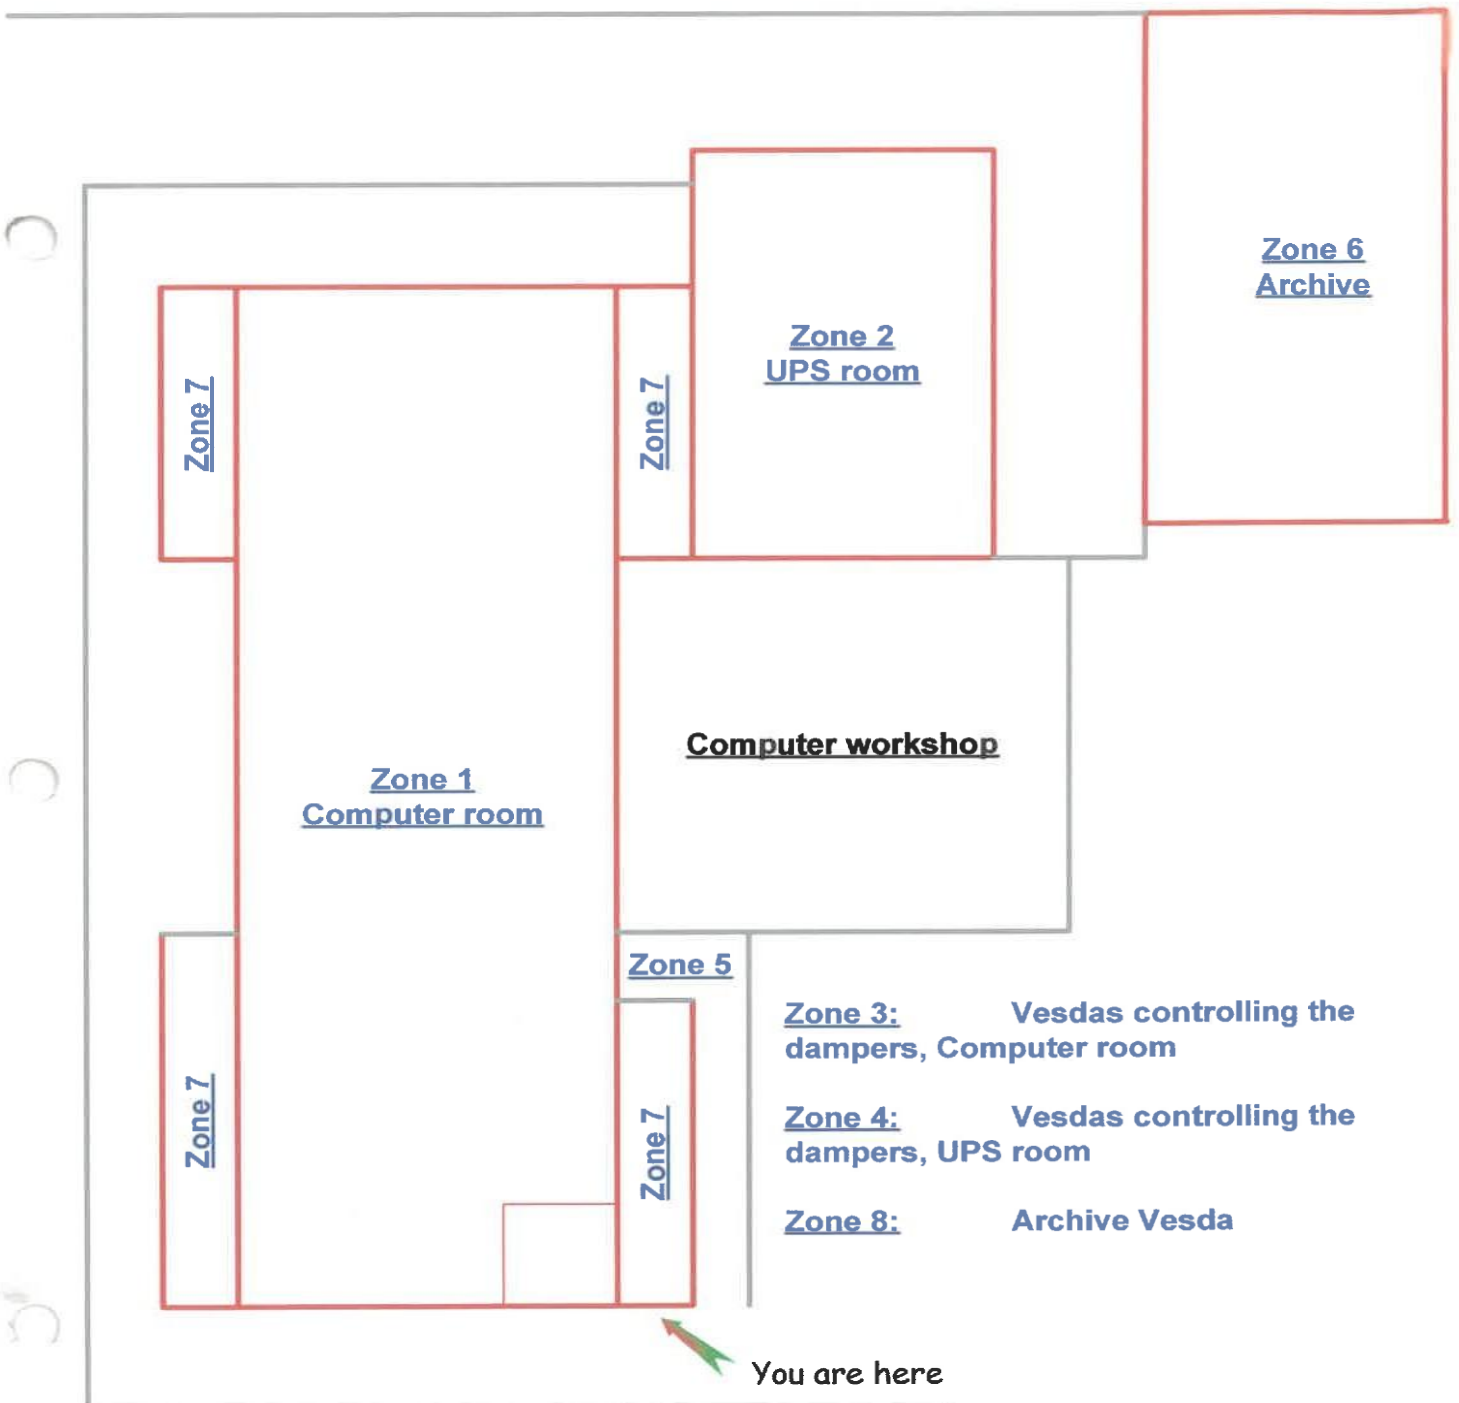 Zone 6
Archive
Zone 2
UPS room
Zone 7
Zone 7
Computer workshop
Zone 1
Computer room
Zone 5
Zone 3: Vesdas controlling the
dampers, Computer room
Zone 4: Vesdas controlling the
dampers, UPS room
Zone 7
Zone 7
Zone 8: Archive Vesda
You are here